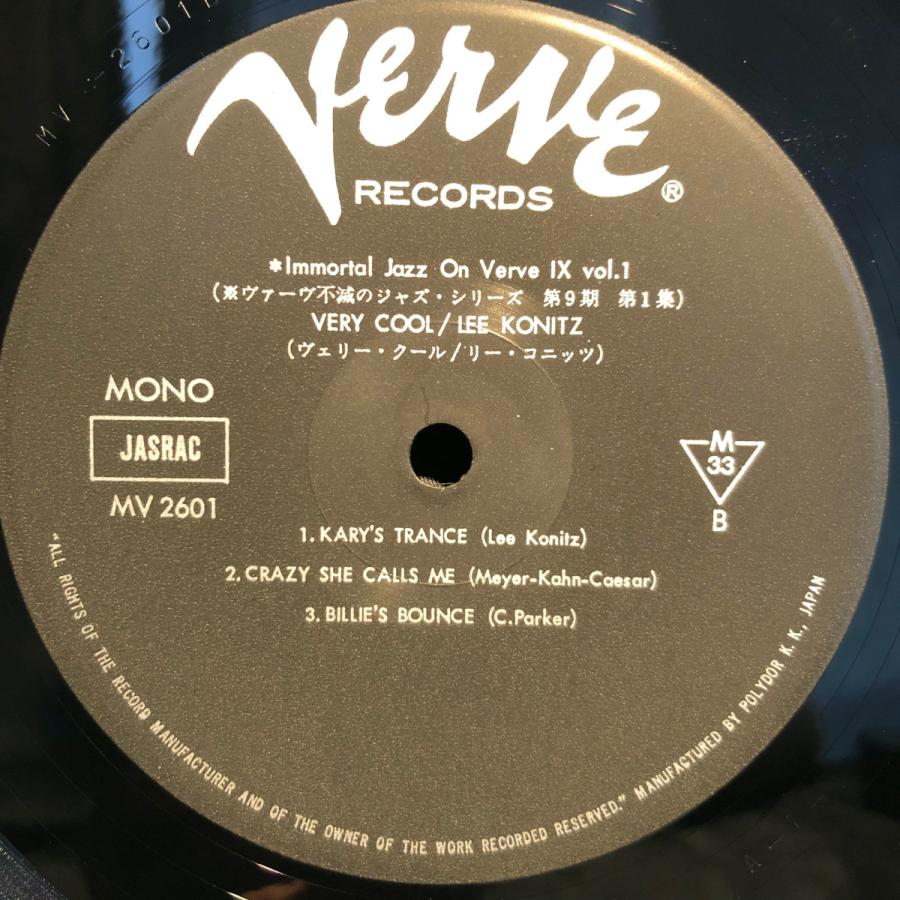 MV 2601
Verve
RECORDS ®
*Immortal Jazz On Verve IX vol.1
(※ヴァーヴ不滅のジャズ・シリーズ 第9期 第1集)
VERY COOL/LEE KONITZ
(ヴェリー・クール/リー・コニッツ)
MONO
JASRAC
MV 2601
M
33
B
1. KARY'S TRANCE (Lee Konitz)
2. CRAZY SHE CALLS ME (Meyer-Kahn-Caesar)
3. BILLIE'S BOUNCE (C.Parker)
"ALL RIGHTS OF THE RECORD MANUFACTURER AND OF THE OWNER OF THE WORK RECORDED RESERVED." MANUFACTURED BY POLYDOR K.K., JAPAN